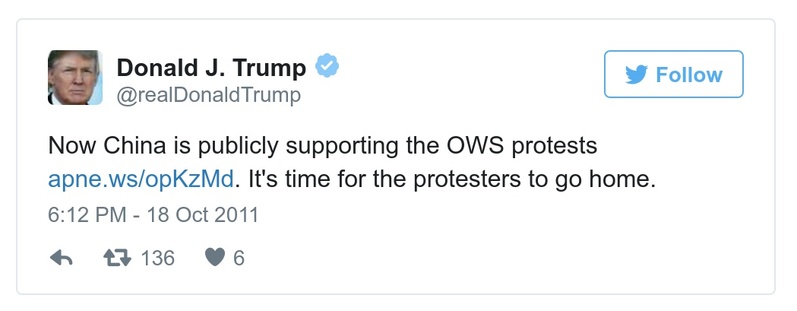 Donald J. Trump
@realDonaldTrump
Follow
Now China is publicly supporting the OWS protests
apne.ws/opKzMd. It's time for the protesters to go home.
6:12 PM - 18 Oct 2011
136 6